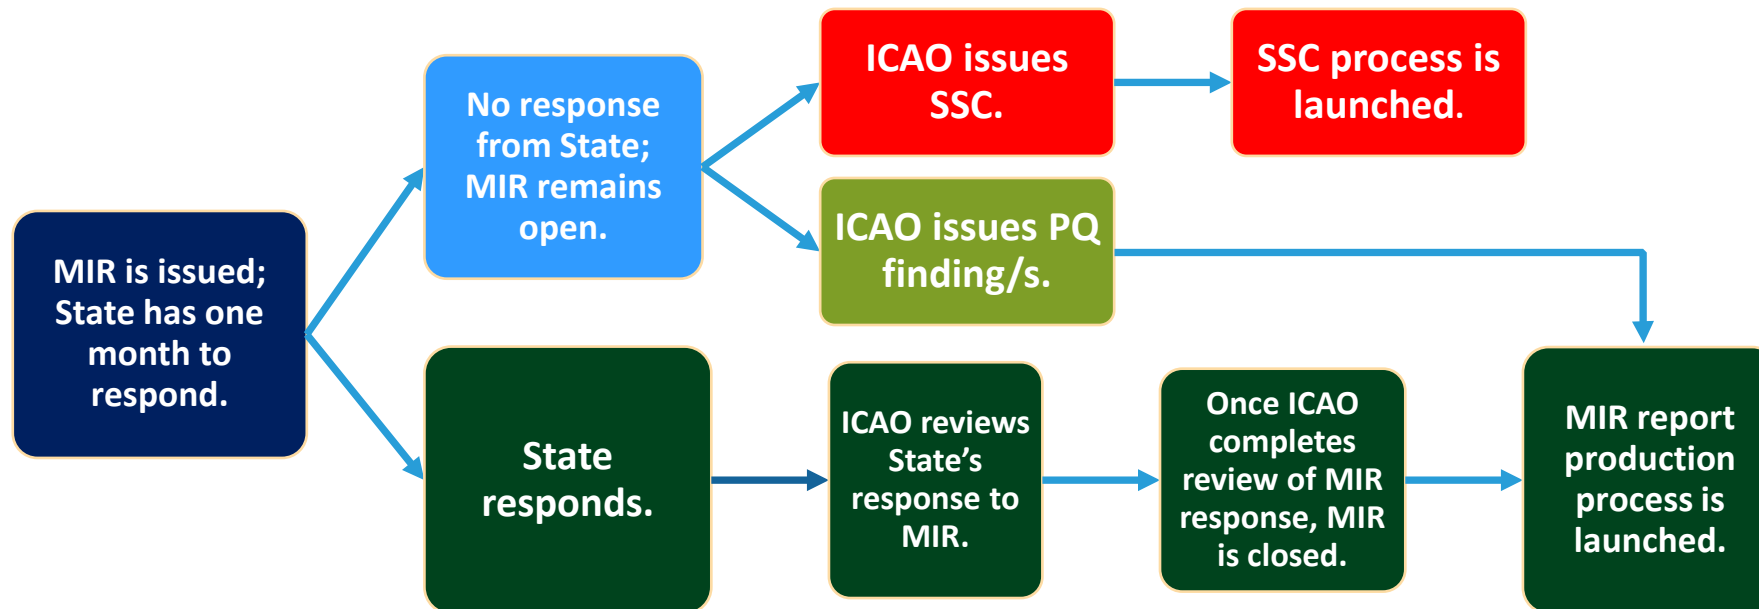 MIR is issued;
State has one
month to
respond.
No response
from State;
MIR remains
open.
ICAO issues
SSC.
SSC process is
launched.
ICAO issues PQ
finding/s.
State
responds.
ICAO reviews
State’s
response to
MIR.
Once ICAO
completes
review of MIR
response, MIR
is closed.
MIR report
production
process is
launched.